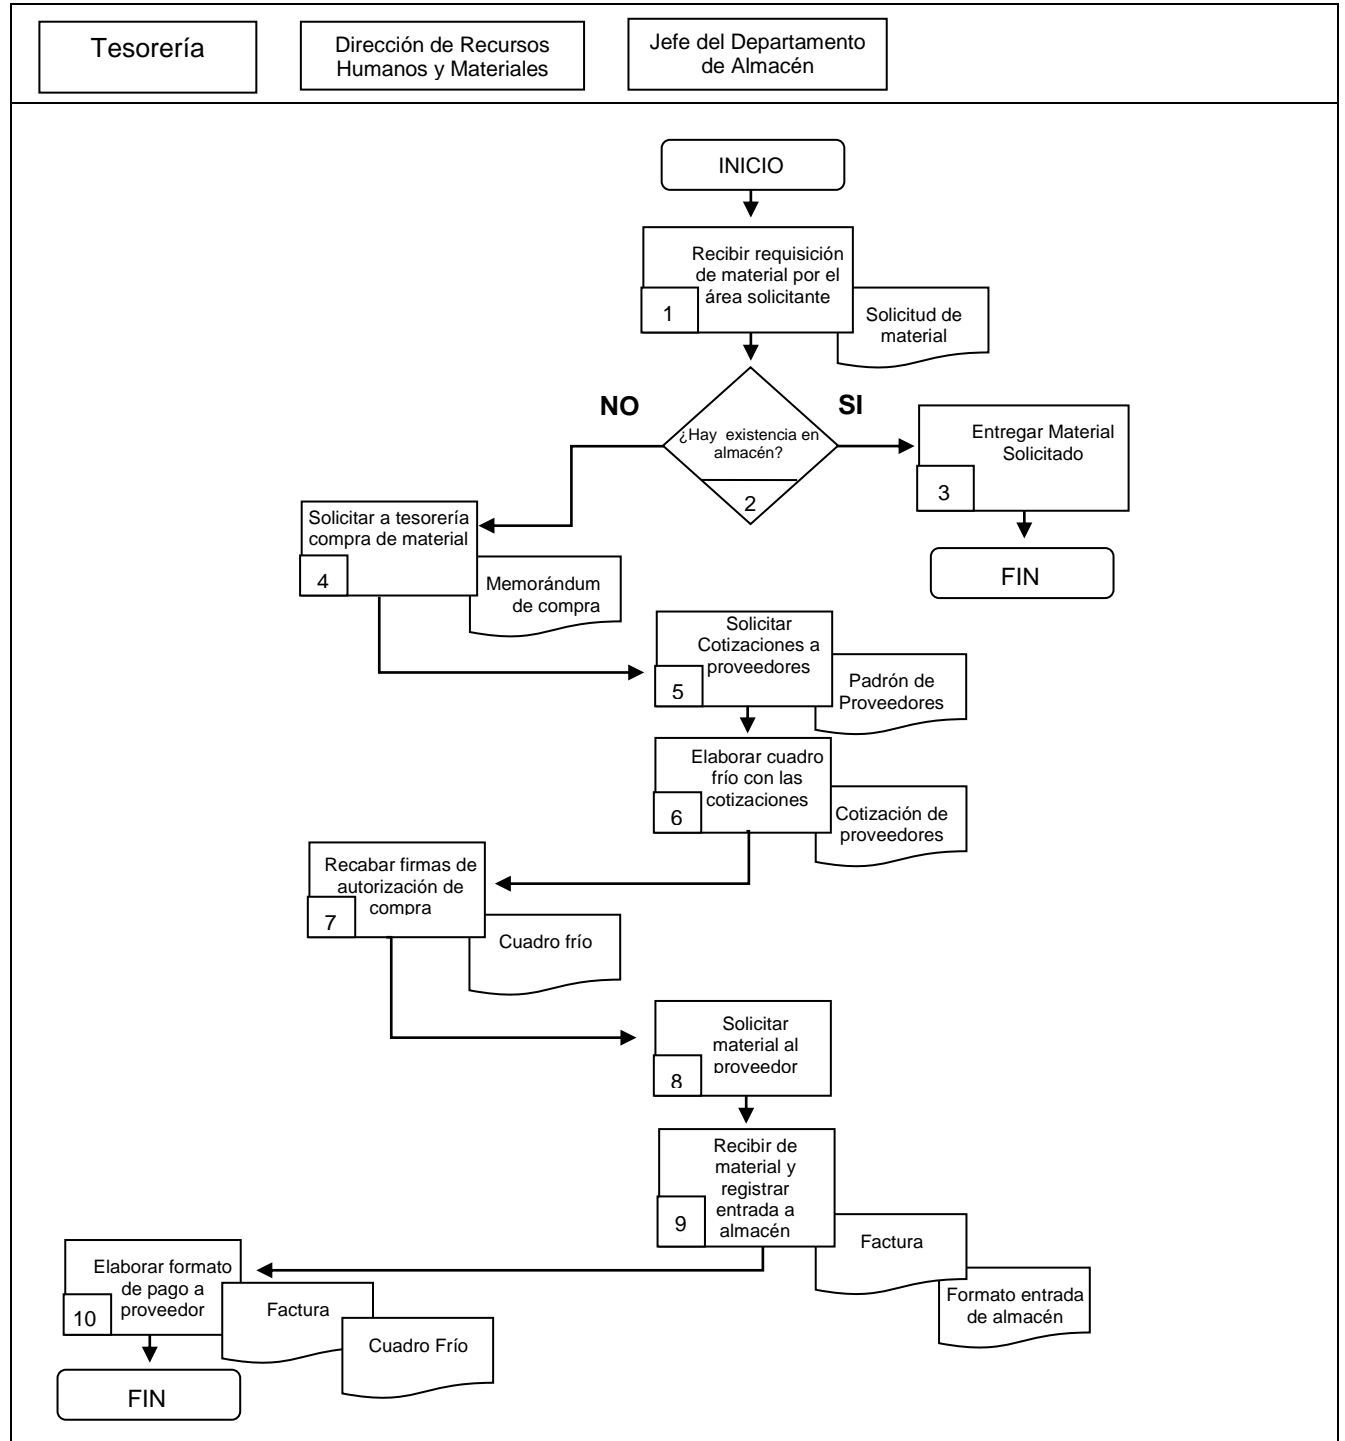 Tesorería
Dirección de Recursos
Humanos y Materiales
Jefe del Departamento
de Almacén
INICIO
Recibir requisición
de material por el
área solicitante
1
Solicitud de
material
NO
SI
¿Hay existencia en
almacén?
2
Entregar Material
Solicitado
3
FIN
Solicitar a tesorería
compra de material
4
Memorándum
de compra
Solicitar
Cotizaciones a
proveedores
5
Padrón de
Proveedores
Elaborar cuadro
frío con las
cotizaciones
6
Cotización de
proveedores
Recabar firmas de
autorización de
compra
7
Cuadro frío
Solicitar
material al
proveedor
8
Recibir de
material y
registrar
entrada a
almacén
9
Factura
Formato entrada
de almacén
Elaborar formato
de pago a
proveedor
10
Factura
Cuadro Frío
FIN